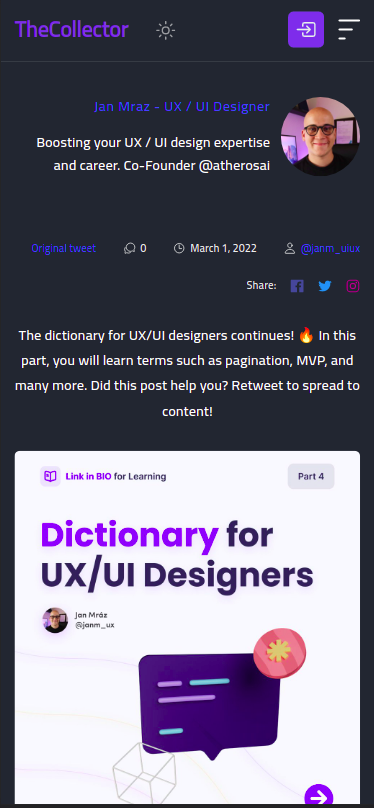 TheCollector
Jan Mraz - UX / UI Designer
Boosting your UX / UI design expertise
and career. Co-Founder @atherosai
Original tweet 0 March 1, 2022 @janm_uiux
Share:
The dictionary for UX/UI designers continues! 🔥 In this
part, you will learn terms such as pagination, MVP, and
many more. Did this post help you? Retweet to spread to
content!
Link in BIO for Learning Part 4
Dictionary for
UX/UI Designers
Jan Mráz
@janm_ux